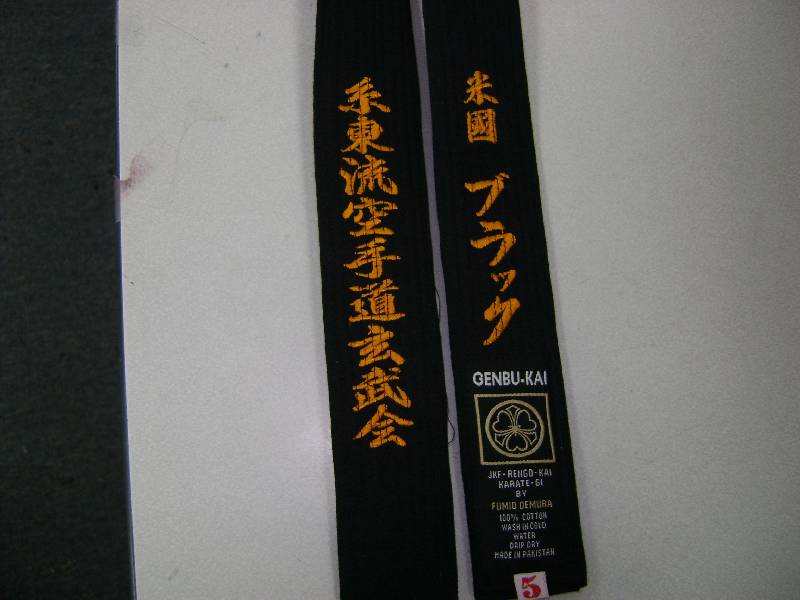 糸東流空手道玄武会
米國 ブラック
GENBU-KAI
JKF-RENGO-KAI
KARATE-GI
BY
FUMIO DEMURA
100% COTTON
WASH IN COLD
WATER
DRIP DRY
MADE IN PAKISTAN
5